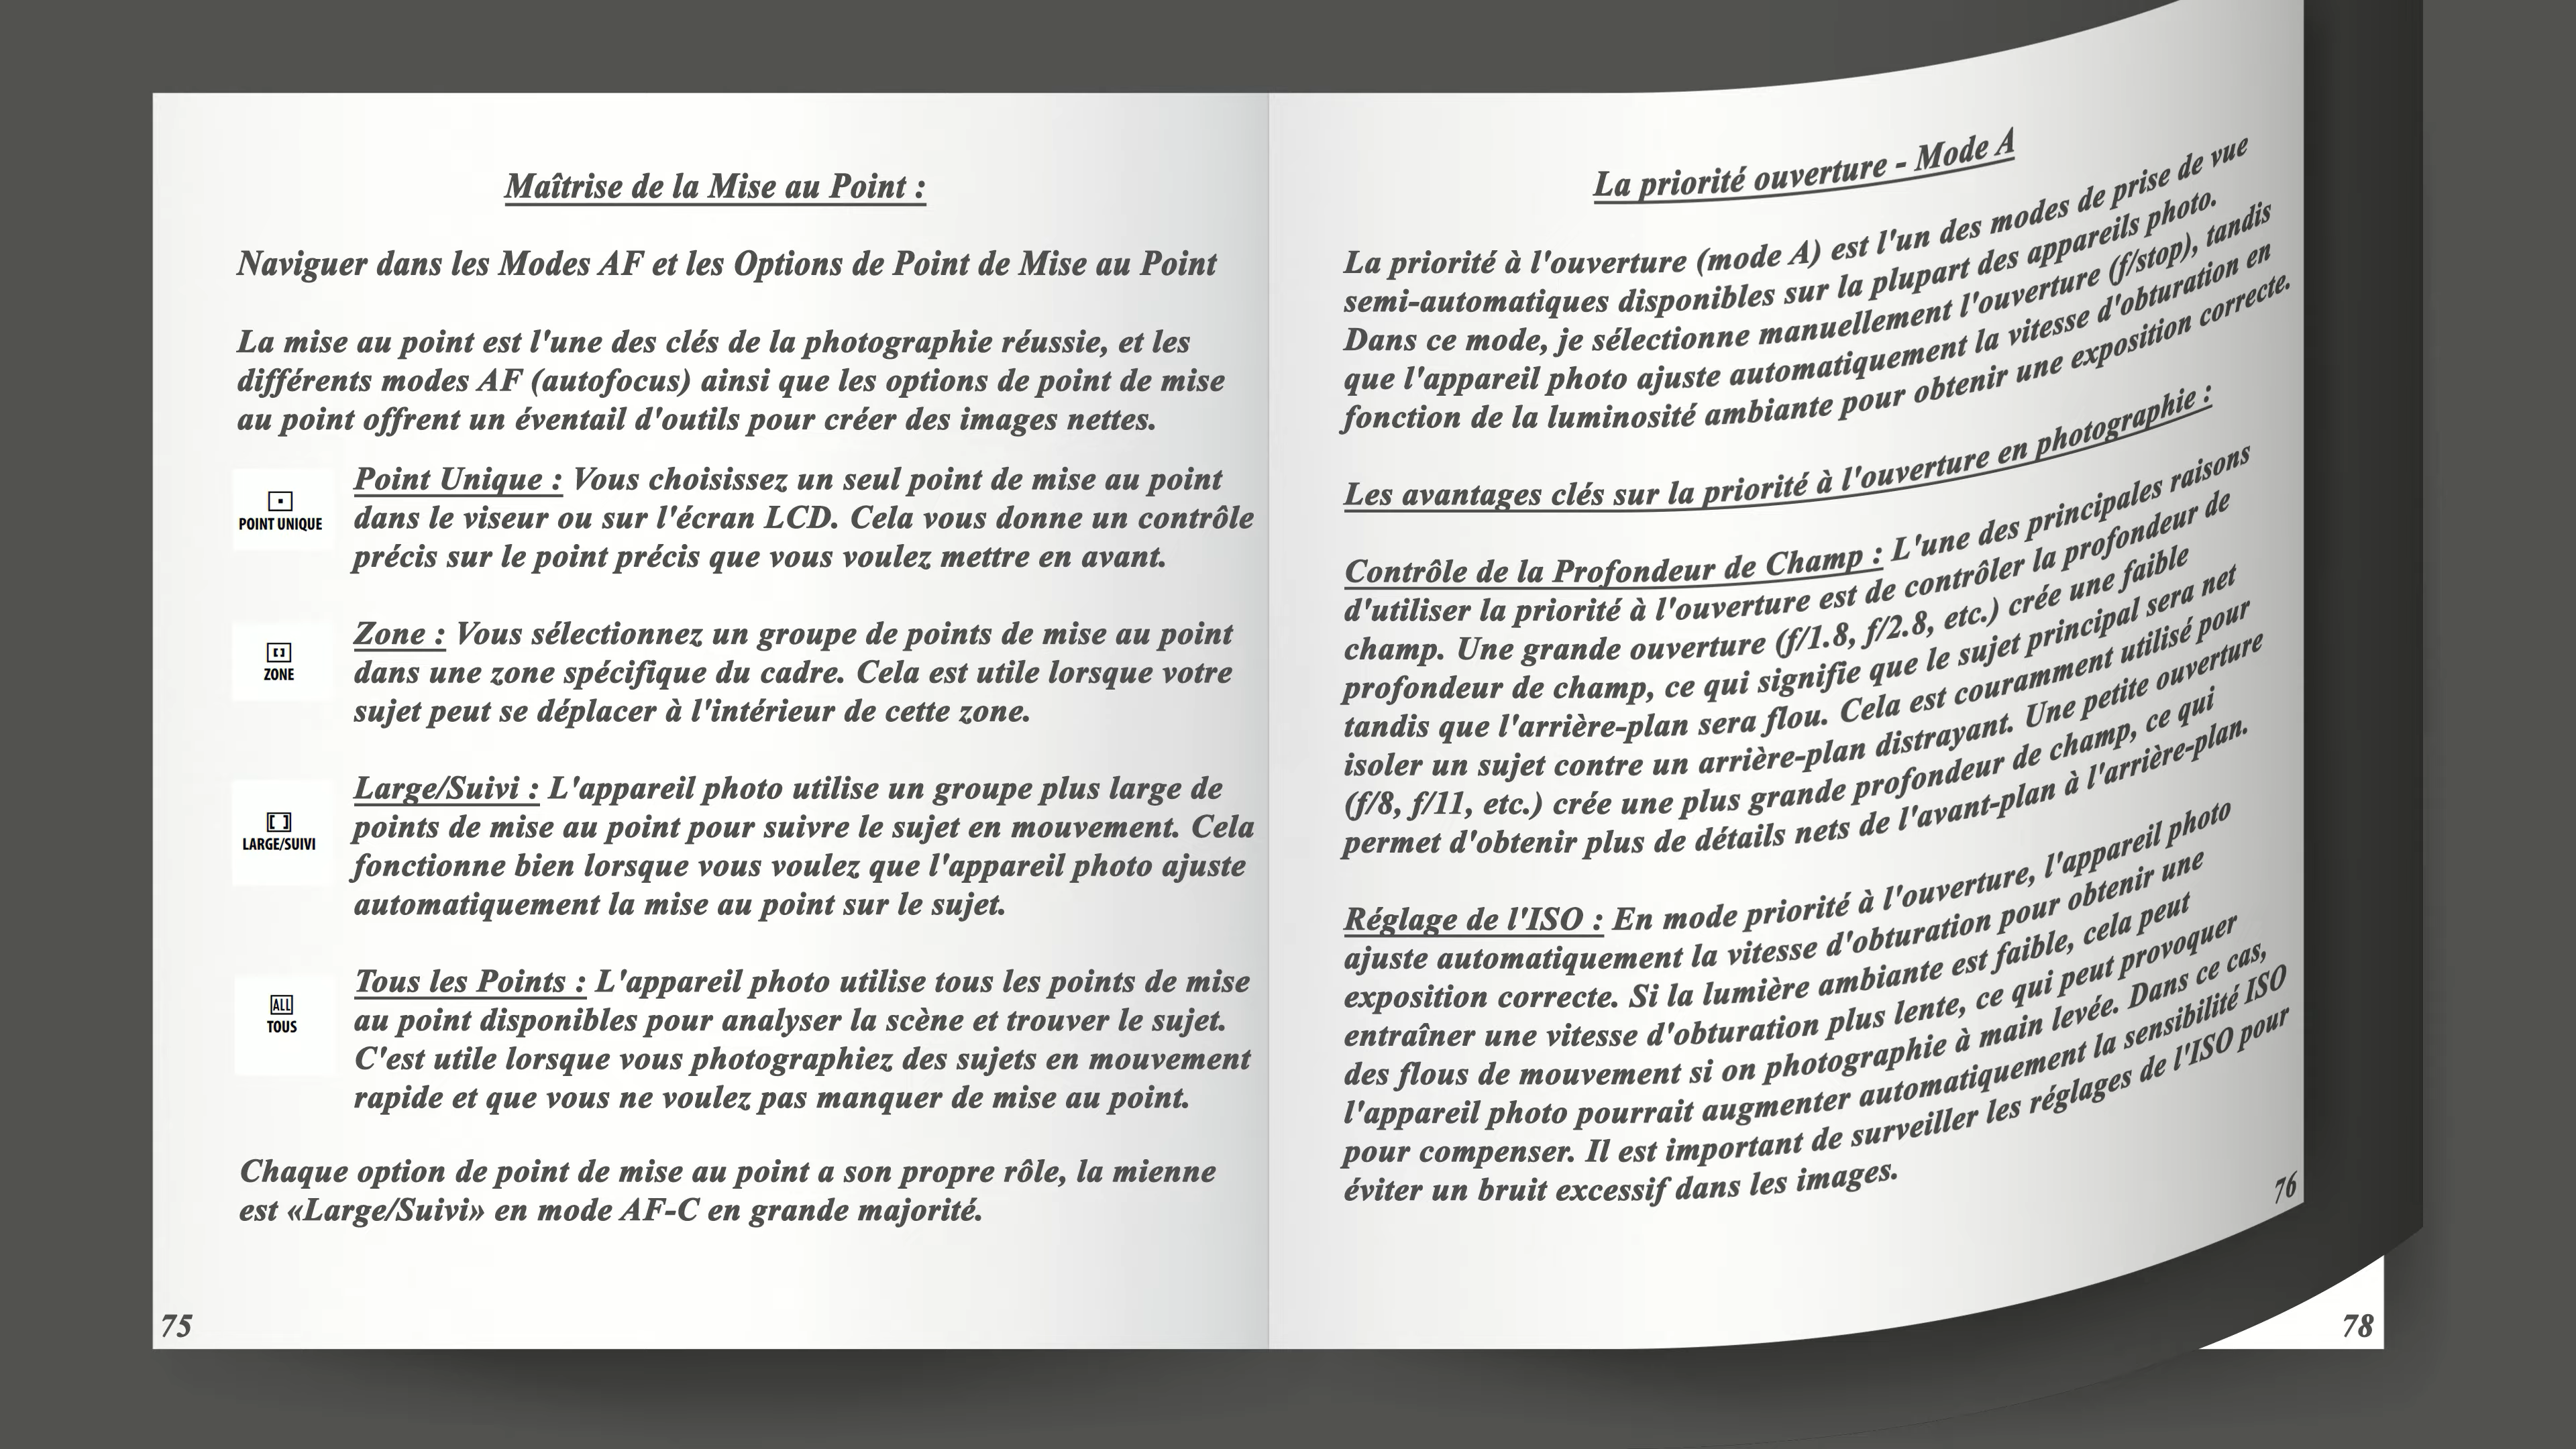 Maîtrise de la Mise au Point :
Naviguer dans les Modes AF et les Options de Point de Mise au Point
La mise au point est l'une des clés de la photographie réussie, et les
différents modes AF (autofocus) ainsi que les options de point de mise
au point offrent un éventail d'outils pour créer des images nettes.
POINT UNIQUE
Point Unique : Vous choisissez un seul point de mise au point
dans le viseur ou sur l'écran LCD. Cela vous donne un contrôle
précis sur le point précis que vous voulez mettre en avant.
ZONE
Zone : Vous sélectionnez un groupe de points de mise au point
dans une zone spécifique du cadre. Cela est utile lorsque votre
sujet peut se déplacer à l'intérieur de cette zone.
LARGE/SUIVI
Large/Suivi : L'appareil photo utilise un groupe plus large de
points de mise au point pour suivre le sujet en mouvement. Cela
fonctionne bien lorsque vous voulez que l'appareil photo ajuste
automatiquement la mise au point sur le sujet.
ALL
TOUS
Tous les Points : L'appareil photo utilise tous les points de mise
au point disponibles pour analyser la scène et trouver le sujet.
C'est utile lorsque vous photographiez des sujets en mouvement
rapide et que vous ne voulez pas manquer de mise au point.
Chaque option de point de mise au point a son propre rôle, la mienne
est «Large/Suivi» en mode AF-C en grande majorité.
75
La priorité ouverture - Mode A
La priorité à l'ouverture (mode A) est l'un des modes de prise de vue
semi-automatiques disponibles sur la plupart des appareils photo.
Dans ce mode, je sélectionne manuellement l'ouverture (f/stop), tandis
que l'appareil photo ajuste automatiquement la vitesse d'obturation en
fonction de la luminosité ambiante pour obtenir une exposition correcte.
Les avantages clés sur la priorité à l'ouverture en photographie :
Contrôle de la Profondeur de Champ : L'une des principales raisons
d'utiliser la priorité à l'ouverture est de contrôler la profondeur de
champ. Une grande ouverture (f/1.8, f/2.8, etc.) crée une faible
profondeur de champ, ce qui signifie que le sujet principal sera net
tandis que l'arrière-plan sera flou. Cela est couramment utilisé pour
isoler un sujet contre un arrière-plan distrayant. Une petite ouverture
(f/8, f/11, etc.) crée une plus grande profondeur de champ, ce qui
permet d'obtenir plus de détails nets de l'avant-plan à l'arrière-plan.
Réglage de l'ISO : En mode priorité à l'ouverture, l'appareil photo
ajuste automatiquement la vitesse d'obturation pour obtenir une
exposition correcte. Si la lumière ambiante est faible, cela peut
entraîner une vitesse d'obturation plus lente, ce qui peut provoquer
des flous de mouvement si on photographie à main levée. Dans ce cas,
l'appareil photo pourrait augmenter automatiquement la sensibilité ISO
pour compenser. Il est important de surveiller les réglages de l'ISO pour
éviter un bruit excessif dans les images.
76
78